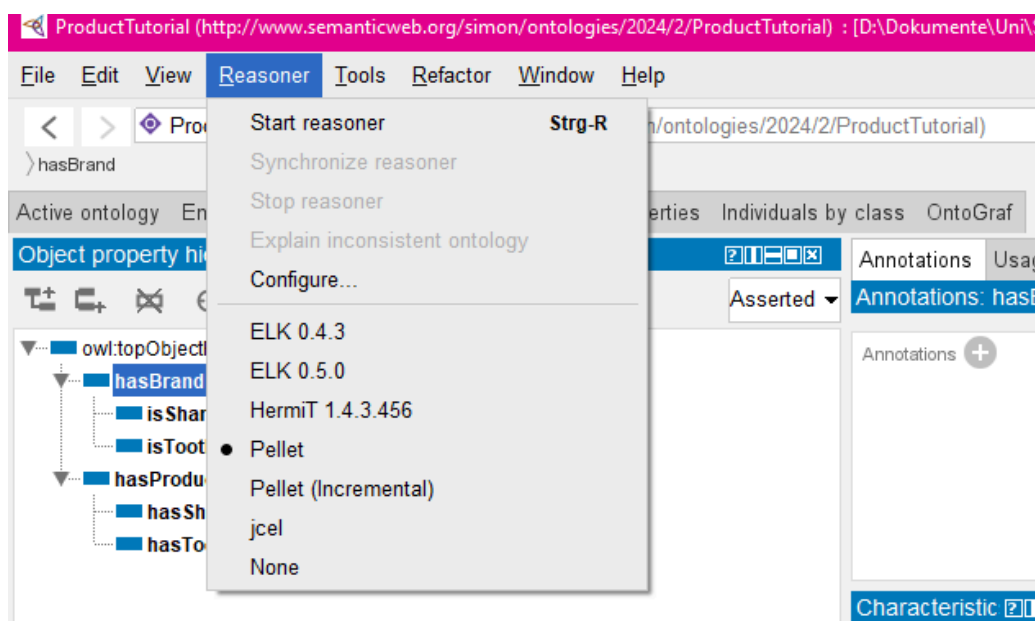 ProductTutorial (http://www.semanticweb.org/simon/ontologies/2024/2/ProductTutorial) : [D:\Dokumente\Uni\
File Edit View Reasoner Tools Refactor Window Help
Start reasoner Strg-R
/ontologies/2024/2/ProductTutorial)
Synchronize reasoner
hasBrand
Stop reasoner
Active ontology En erties Individuals by class OntoGraf
Explain inconsistent ontology
Object property hi
Annotations Usa
Configure...
Asserted
Annotations: has
ELK 0.4.3
owl:topObject
Annotations
ELK 0.5.0
hasBrand
HermiT 1.4.3.456
isShar
isToot
Pellet
hasProdu
Pellet (Incremental)
hasSh
jcel
hasTo
None
Characteristic